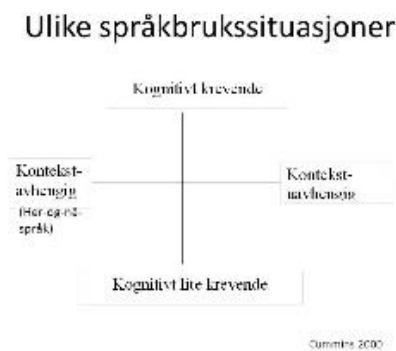 Ulike språkbrukssituasjoner
Kognitivt krevende
Kontekst-
avhengig
(Her-og-nå-
språk)
Kontekst-
uavhengig
Kognitivt lite krevende
Cummins 2000